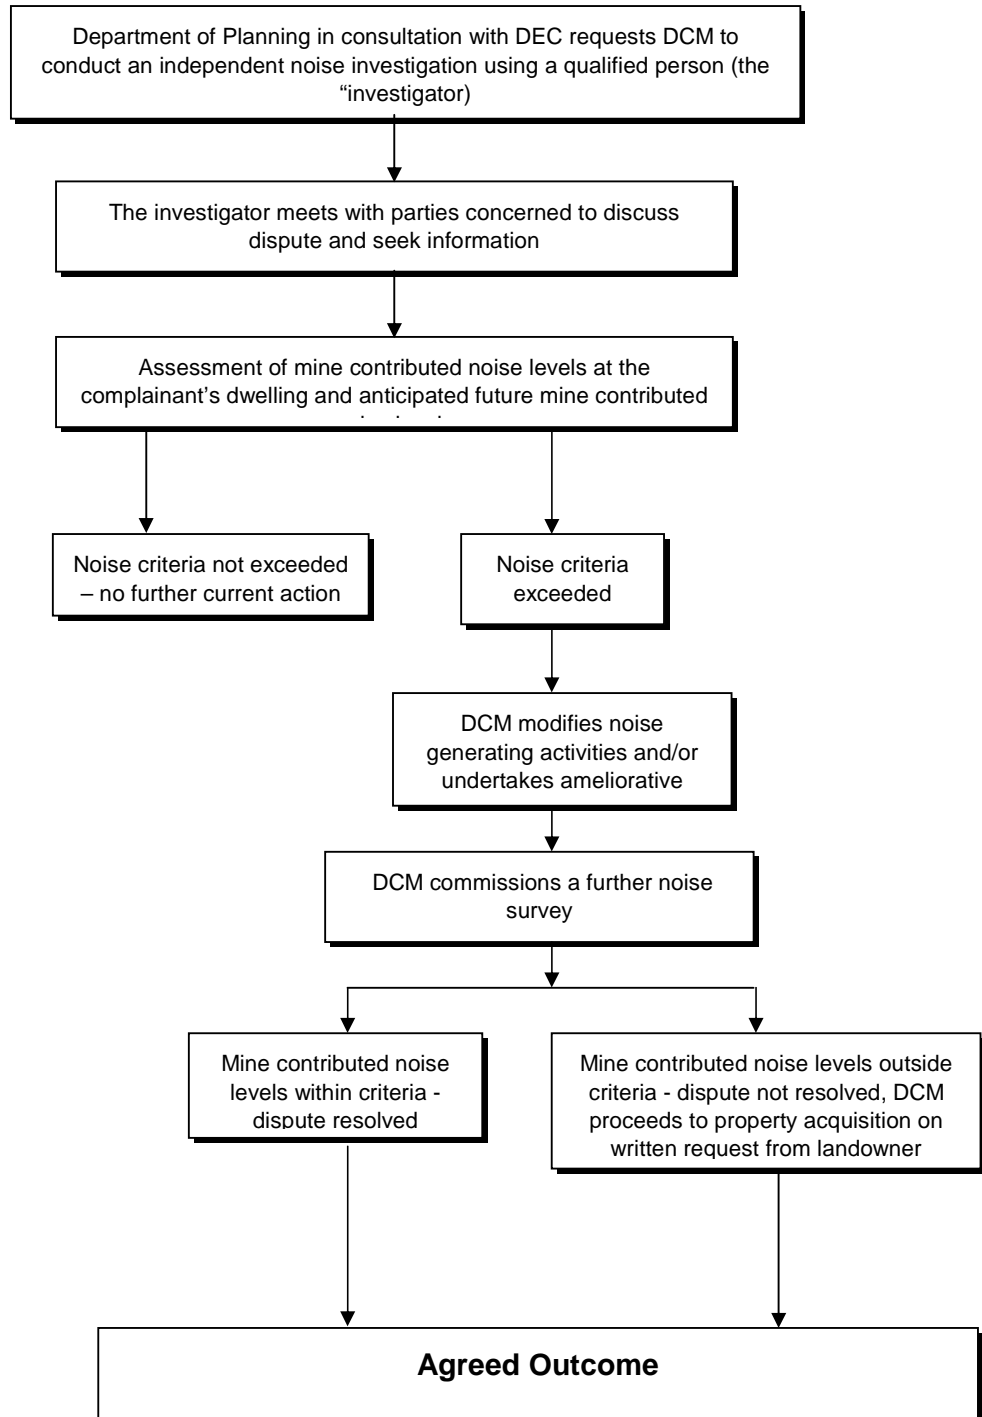 Department of Planning in consultation with DEC requests DCM to
conduct an independent noise investigation using a qualified person (the
“investigator)
The investigator meets with parties concerned to discuss
dispute and seek information
Assessment of mine contributed noise levels at the
complainant’s dwelling and anticipated future mine contributed
Noise criteria not exceeded
– no further current action
Noise criteria
exceeded
DCM modifies noise
generating activities and/or
undertakes ameliorative
DCM commissions a further noise
survey
Mine contributed noise
levels within criteria -
dispute resolved
Mine contributed noise levels outside
criteria - dispute not resolved, DCM
proceeds to property acquisition on
written request from landowner
Agreed Outcome